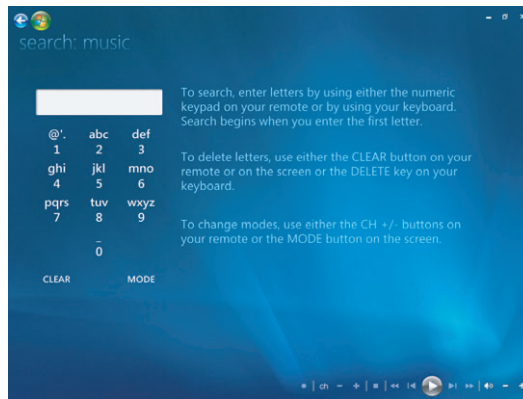 search: music
To search, enter letters by using either the numeric
keypad on your remote or by using your keyboard.
Search begins when you enter the first letter.
@'. abc def
1 2 3
To delete letters, use either the CLEAR button on your
remote or on the screen or the DELETE key on your
keyboard.
ghi jkl mno
4 5 6
pqrs tuv wxyz
7 8 9
To change modes, use either the CH +/- buttons on
your remote or the MODE button on the screen.
_
0
CLEAR MODE
ch - +
- +